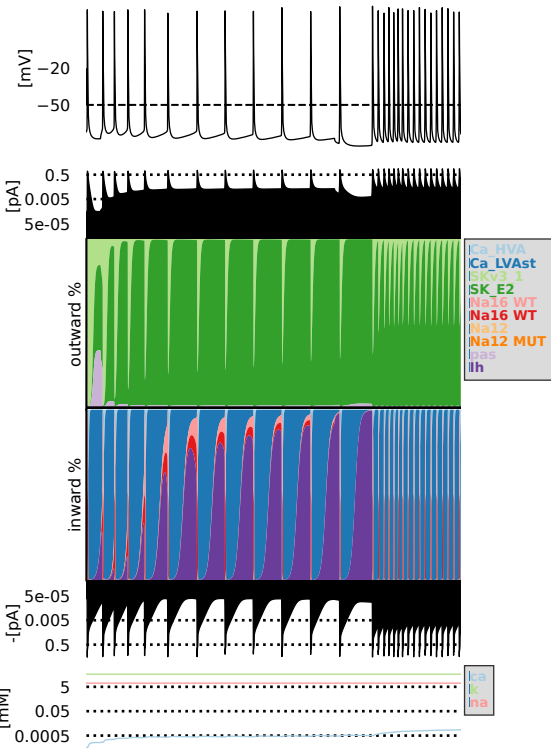 [mV]
−20
−50
[pA]
0.5
0.005
5e-05
outward %
Ca_HVA
Ca_LVAst
SKv3_1
SK_E2
Na16 WT
Na16 WT
Na12
Na12 MUT
pas
Ih
inward %
5e-05
0.005
0.5
-[pA]
ca
k
na
5
0.05
0.0005
[mM]